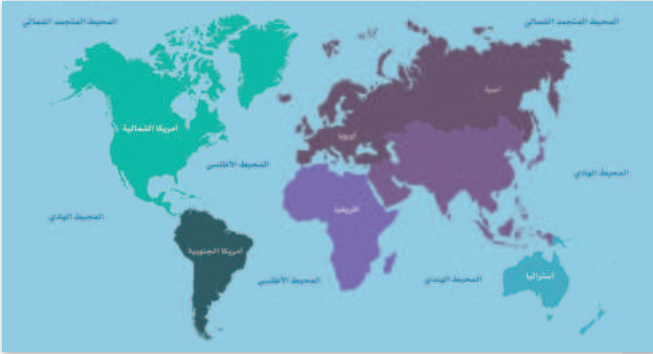 المحيط المتجمد الشمالي
المحيط المتجمد الشمالي
آسيا
أمريكا الشمالية
أوروبا
المحيط الأطلسي
المحيط الهادي
أفريقيا
المحيط الهادي
أمريكا الجنوبية
المحيط الأطلسي
المحيط الهندي
أستراليا